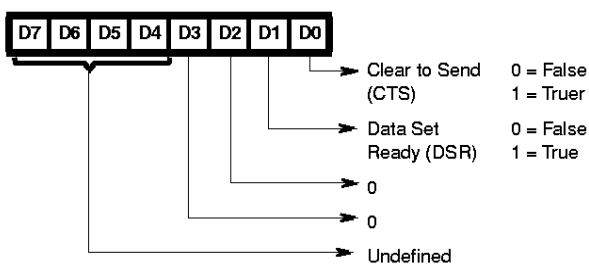 D7 D6 D5 D4 D3 D2 D1 D0
Clear to Send 0 = False
(CTS) 1 = Truer
Data Set 0 = False
Ready (DSR) 1 = True
0
0
Undefined